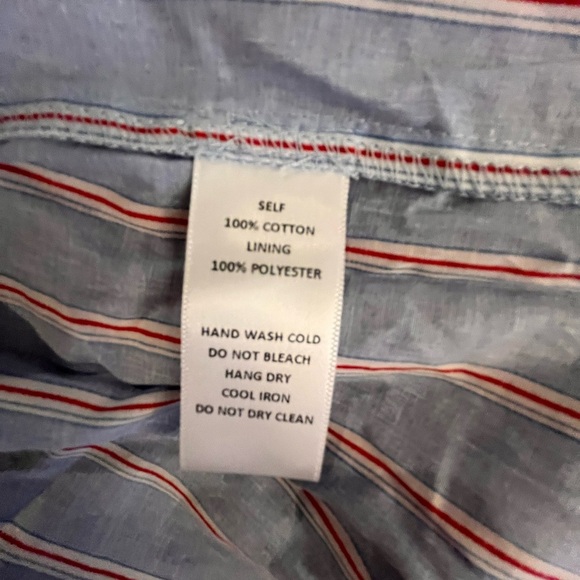 SELF
100% COTTON
LINING
100% POLYESTER
HAND WASH COLD
DO NOT BLEACH
HANG DRY
COOL IRON
DO NOT DRY CLEAN